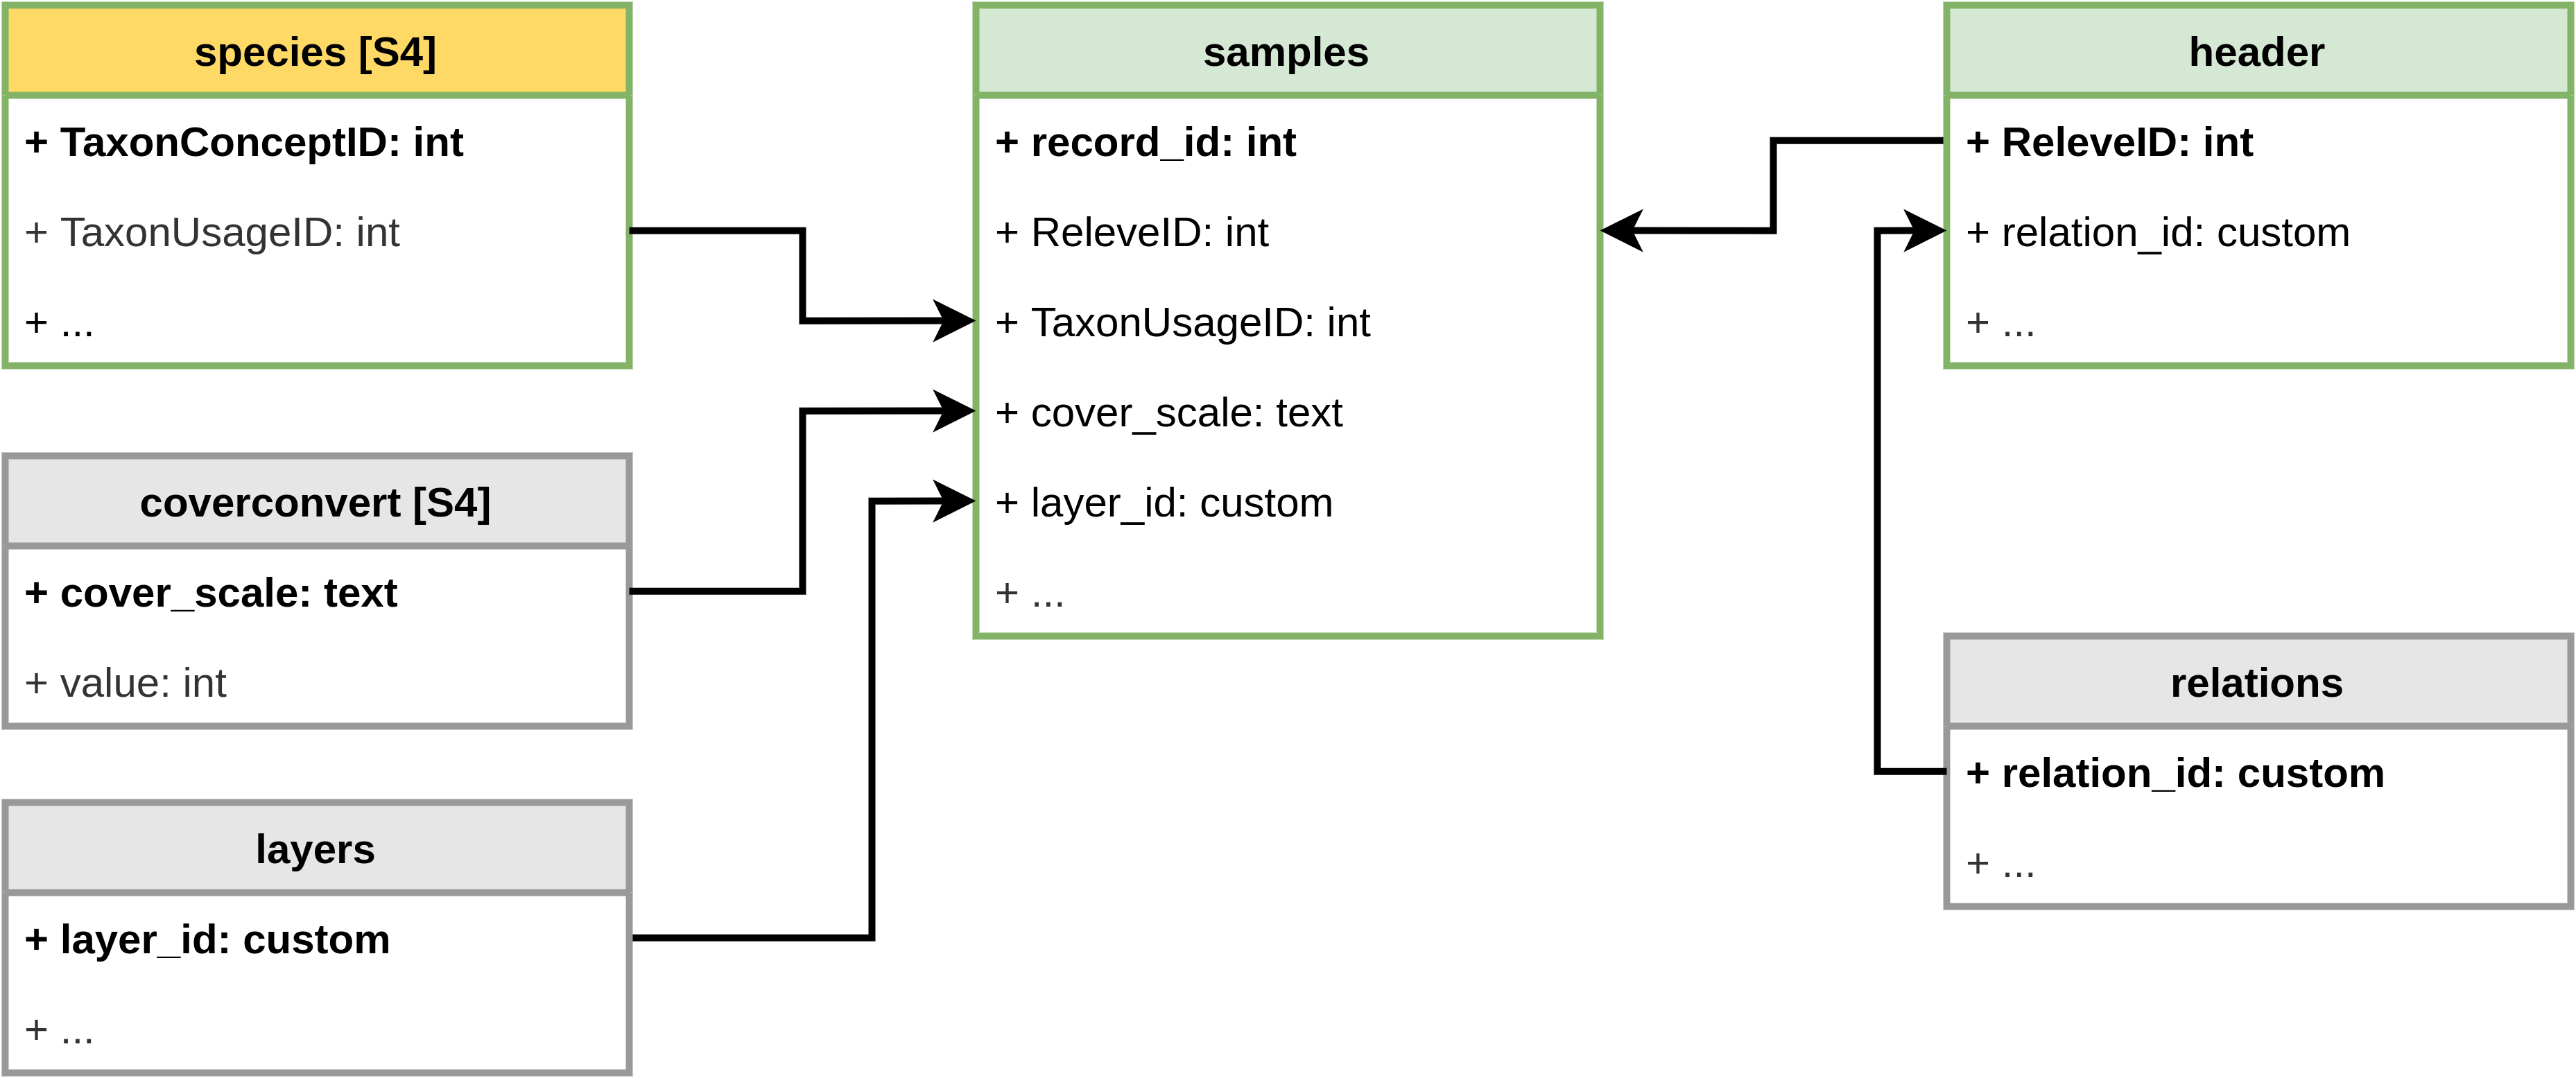 species [S4]
+ TaxonConceptID: int
+ TaxonUsageID: int
+ ...
coverconvert [S4]
+ cover_scale: text
+ value: int
layers
+ layer_id: custom
+ ...
samples
+ record_id: int
+ ReleveID: int
+ TaxonUsageID: int
+ cover_scale: text
+ layer_id: custom
+ ...
header
+ ReleveID: int
+ relation_id: custom
+ ...
relations
+ relation_id: custom
+ ...